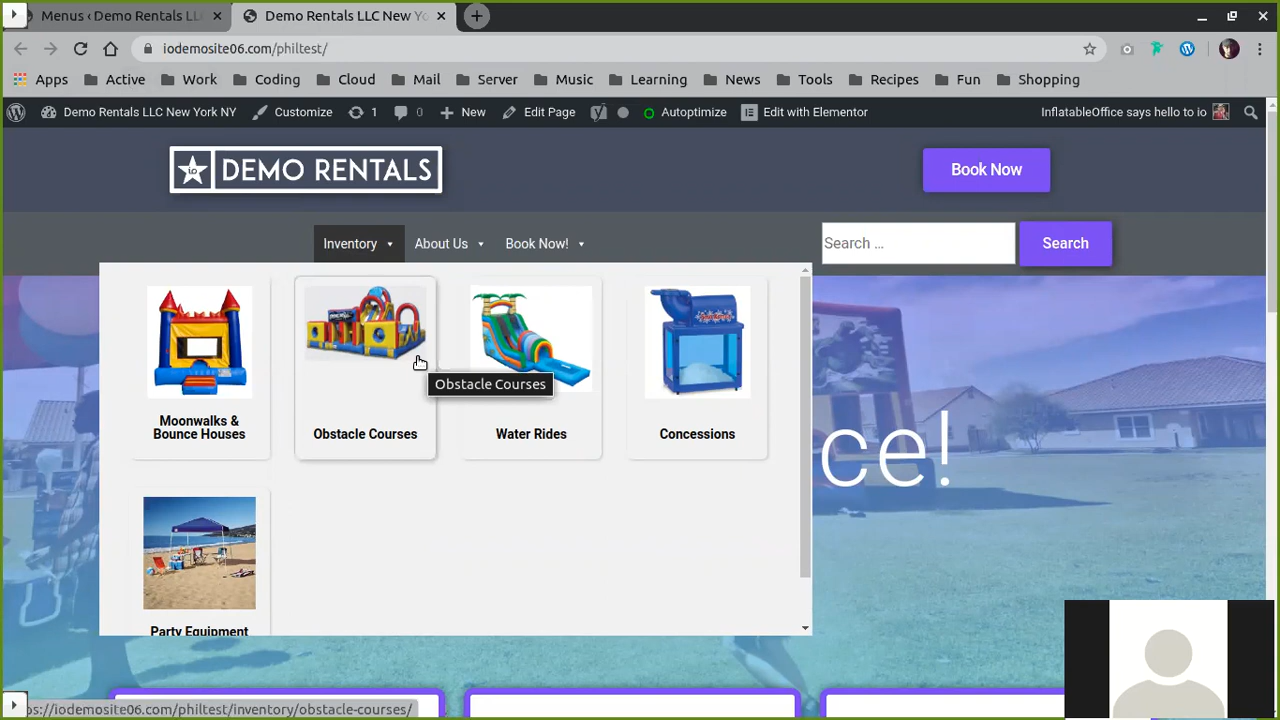 Menus ‹ Demo Rentals LLC
Demo Rentals LLC New Yo
iodemosite06.com/philtest/
Apps Active Work Coding Cloud Mail Server Music Learning News Tools Recipes Fun Shopping
Demo Rentals LLC New York NY Customize 1 0 New Edit Page Autoptimize Edit with Elementor InflatableOffice says hello to io
io DEMO RENTALS
Book Now
Inventory About Us Book Now! Search ... Search
Moonwalks &
Bounce Houses
Obstacle Courses
Obstacle Courses
Water Rides
Concessions
ce!
Party Equipment
ps://iodemosite06.com/philtest/inventory/obstacle-courses/